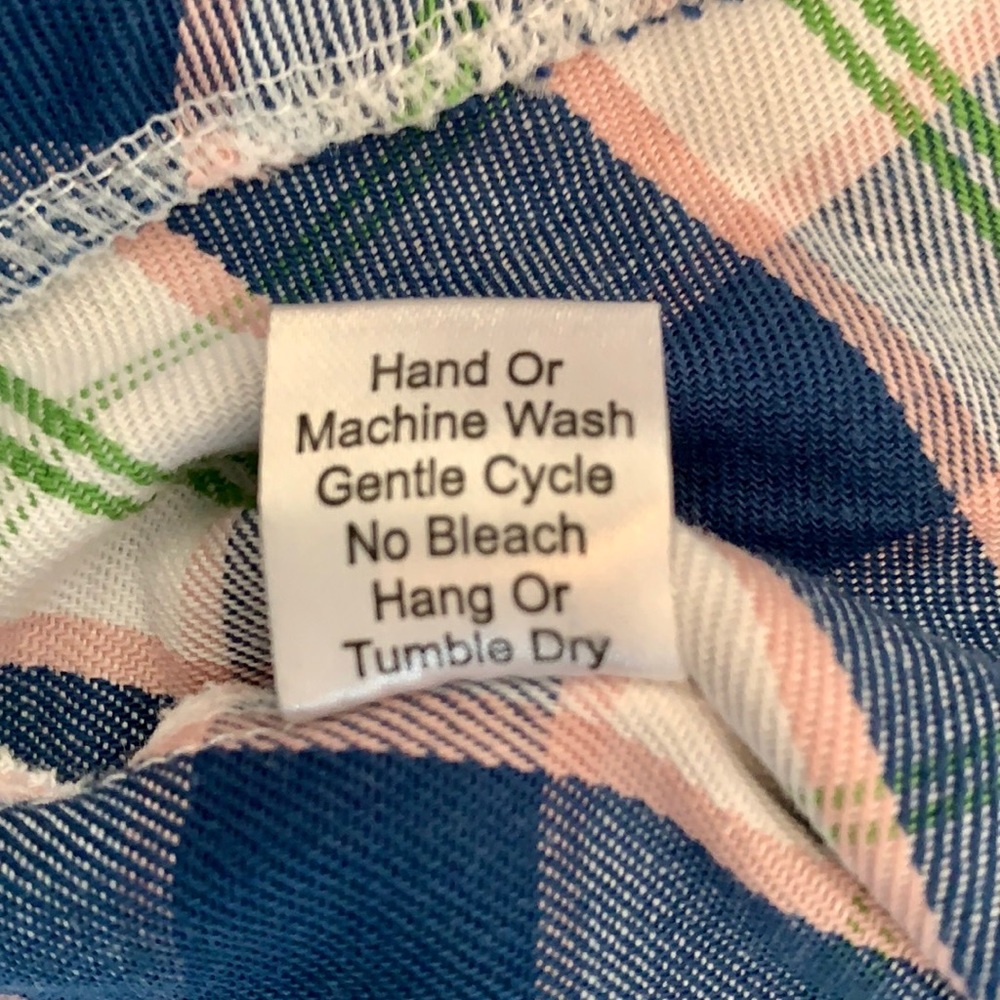 Hand Or
Machine Wash
Gentle Cycle
No Bleach
Hang Or
Tumble Dry